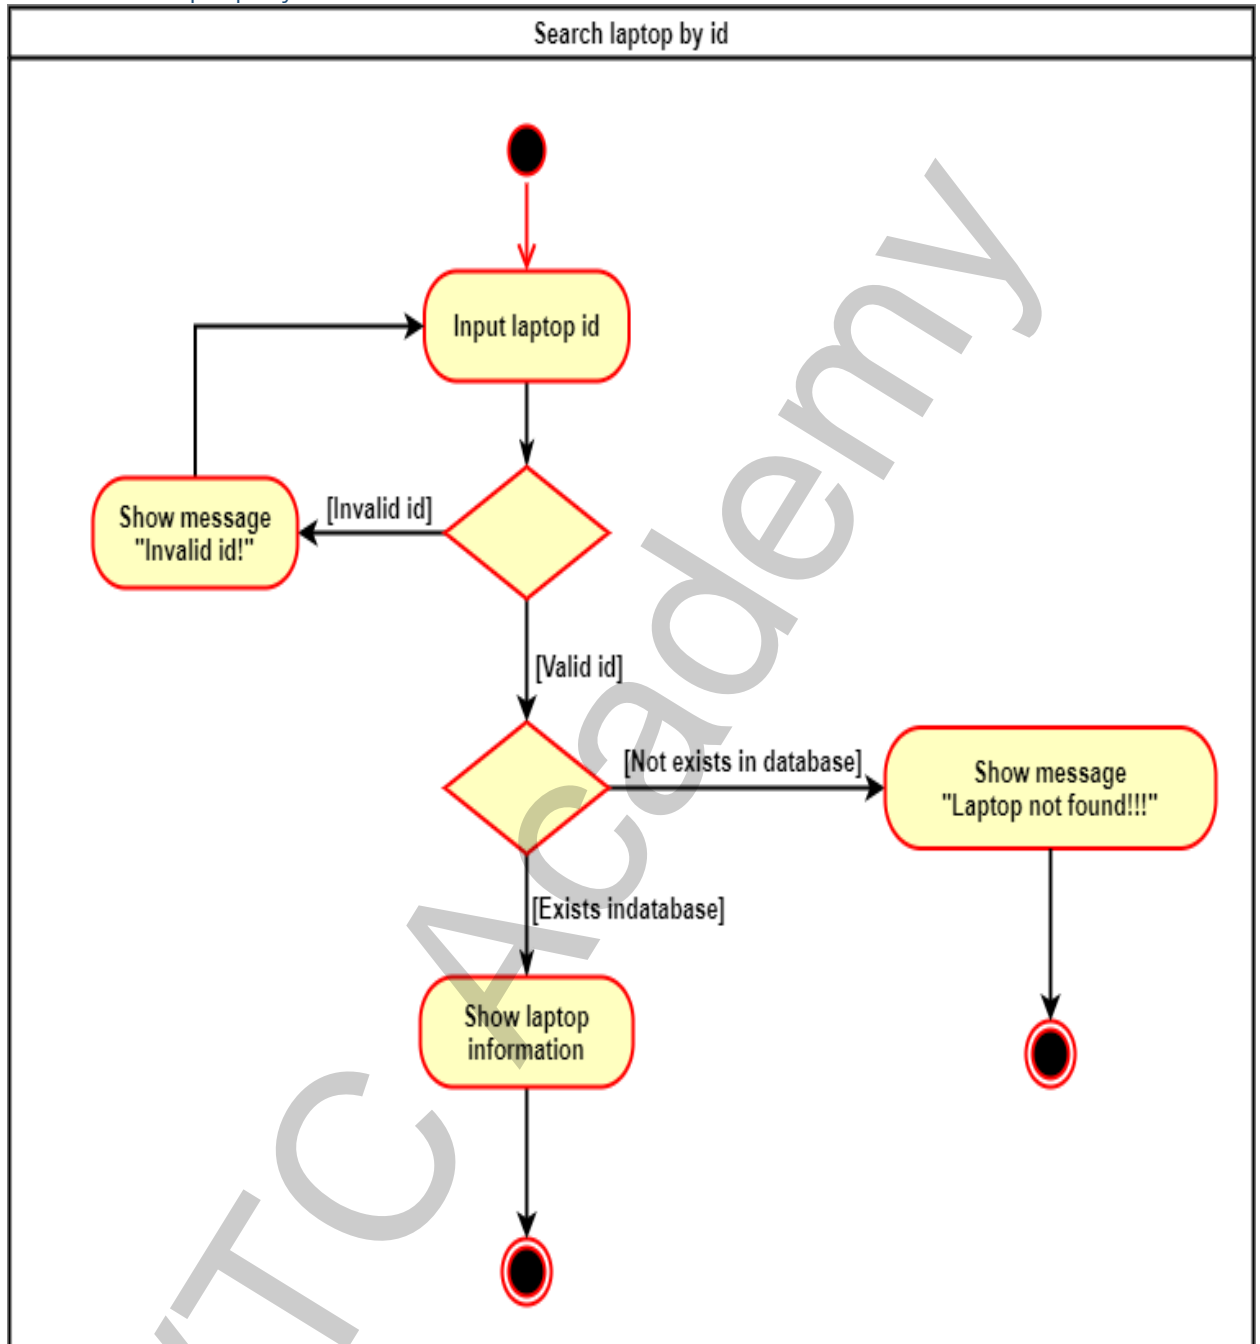 Search laptop by id
Input laptop id
[Invalid id]
Show message
"Invalid id!"
[Valid id]
[Not exists in database]
Show message
"Laptop not found!!!"
[Exists indatabase]
Show laptop
information
TC Academy